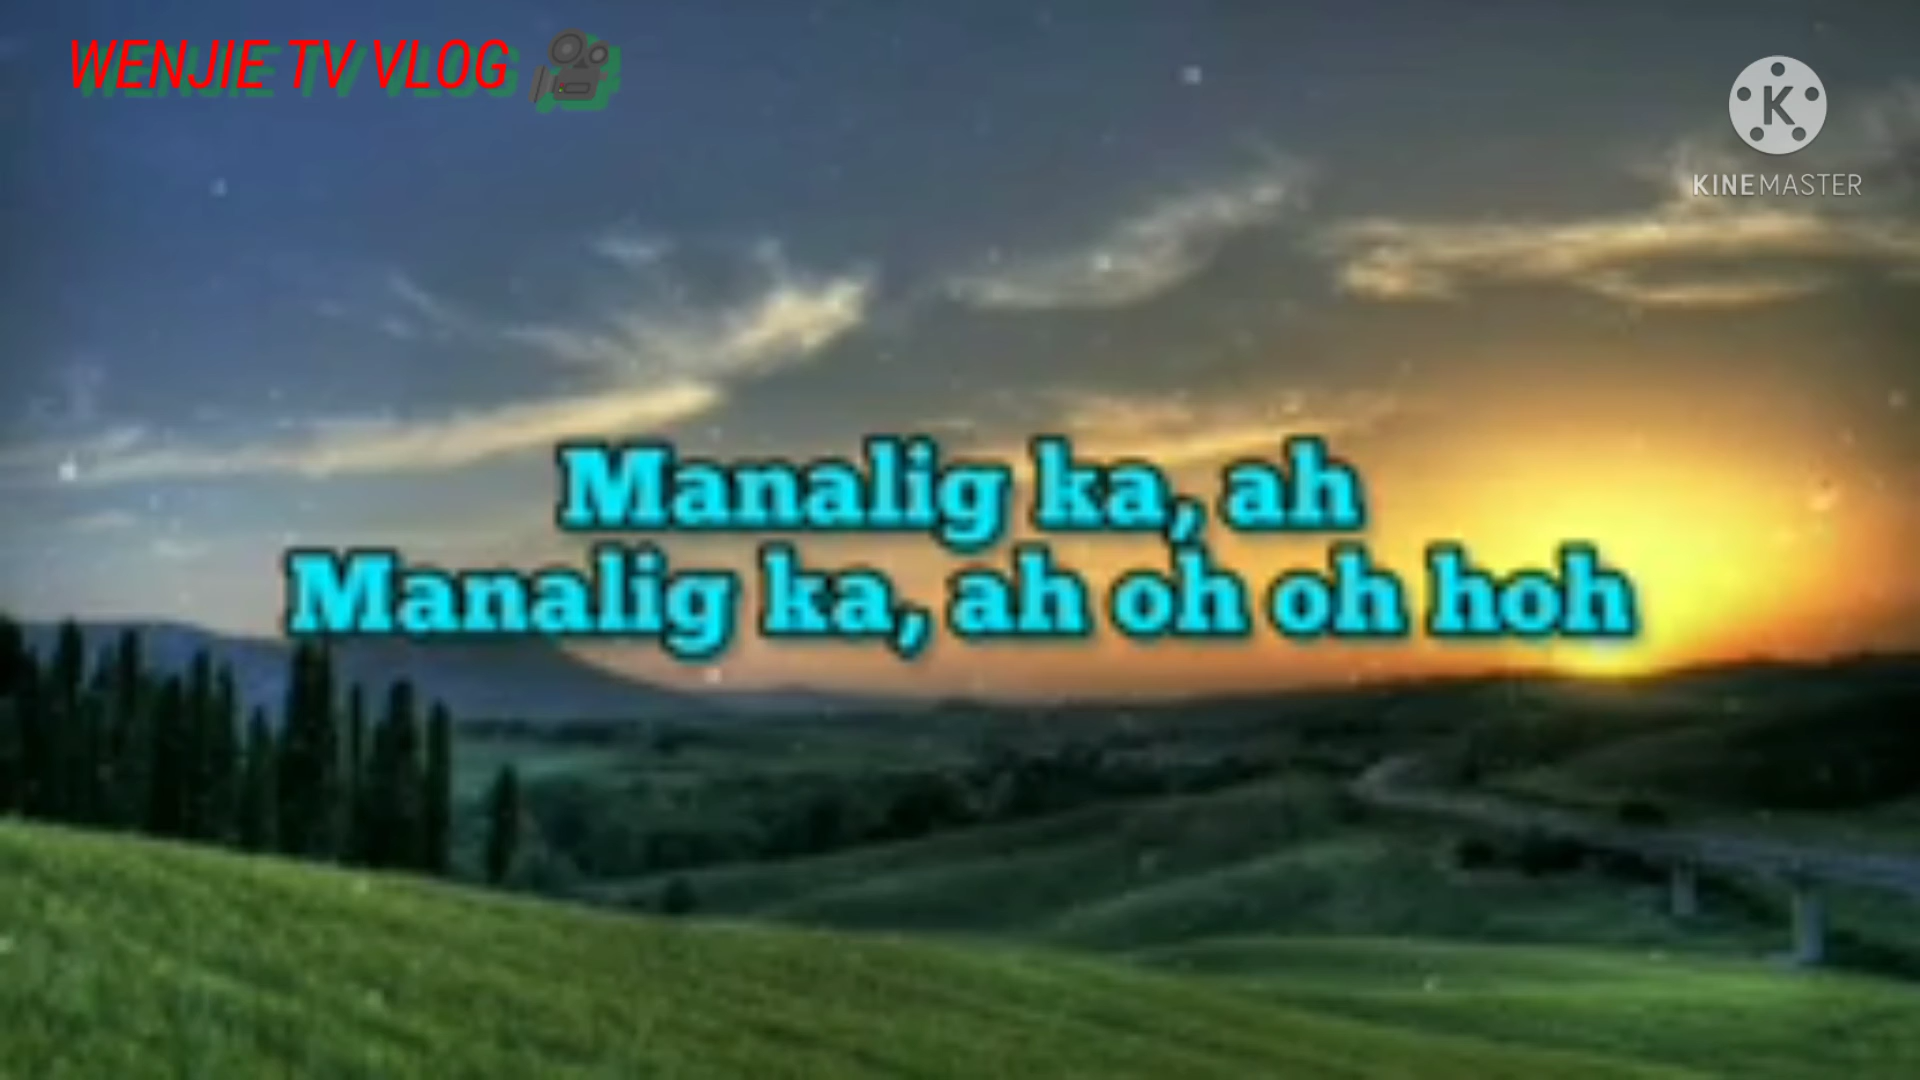 WENJIE TV VLOG
K
KINEMASTER
Manalig ka, ah
Manalig ka, ah oh oh hoh